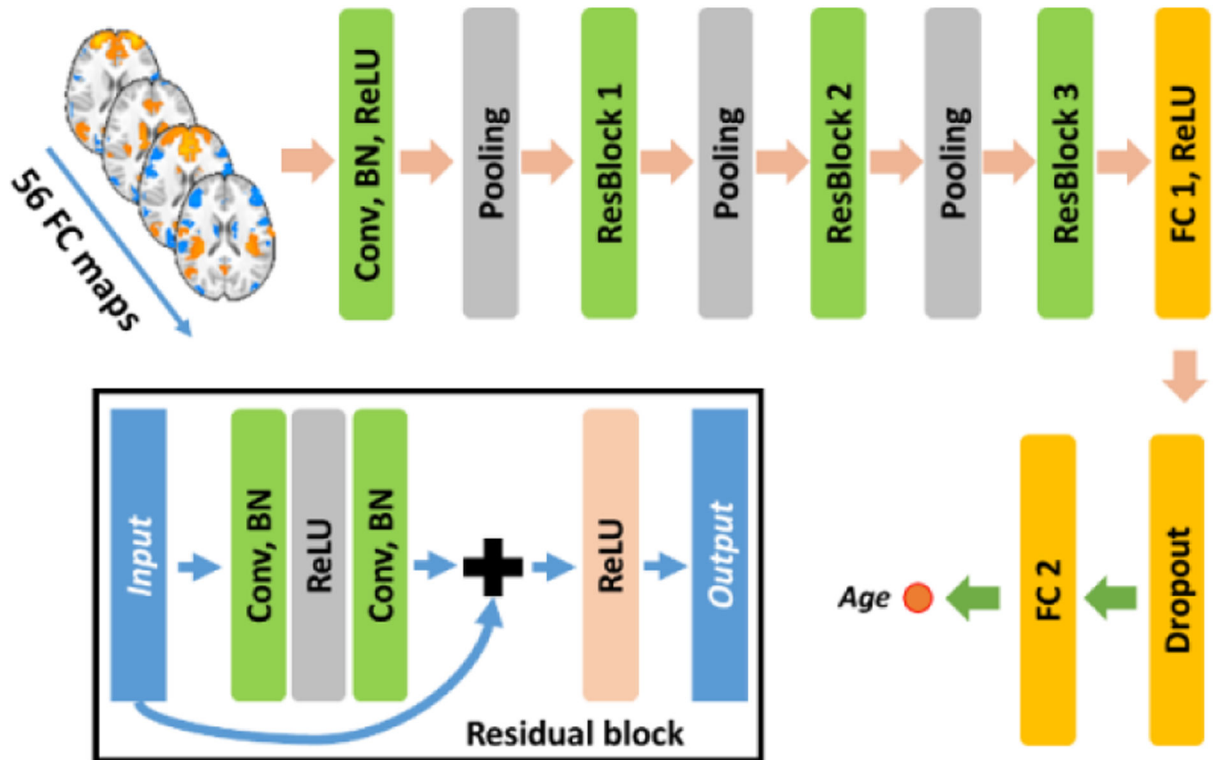 56 FC maps
Conv, BN, ReLU
Pooling
ResBlock 1
Pooling
ResBlock 2
Pooling
ResBlock 3
FC 1, ReLU
Input
Conv, BN
ReLU
Conv, BN
ReLU
Output
Residual block
Age
FC 2
Dropout